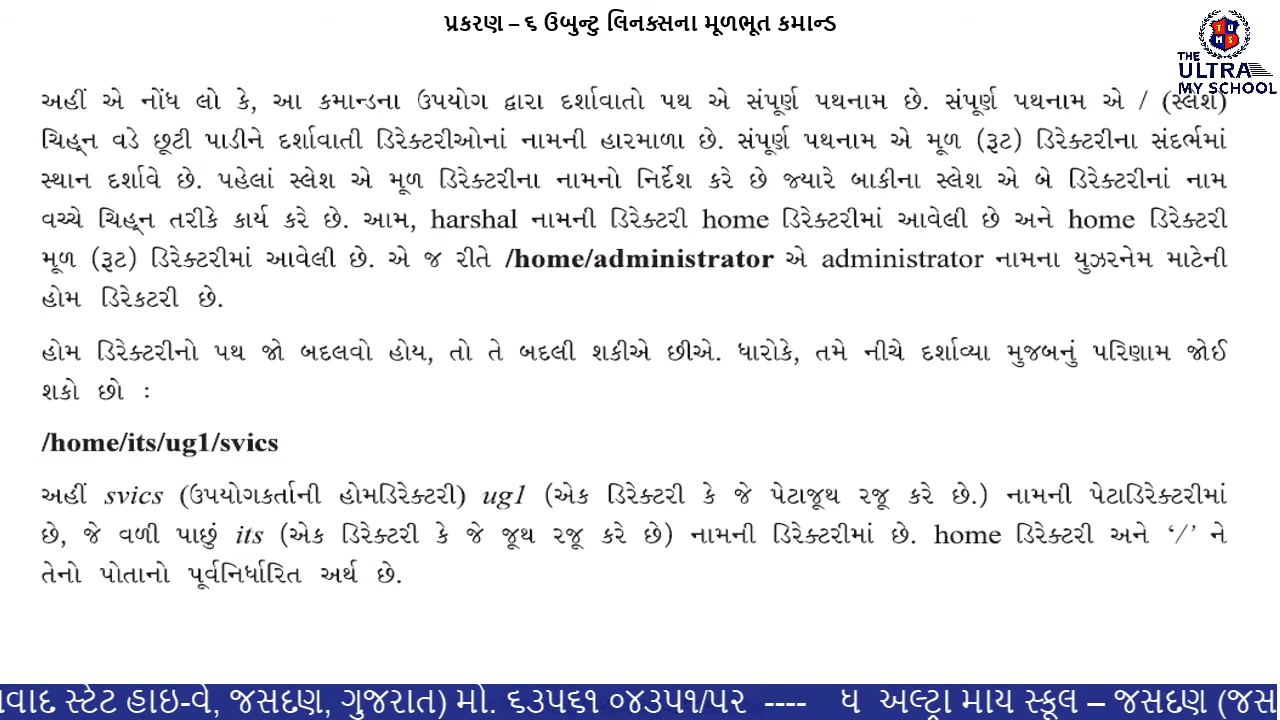 પ્રકરણ – ૬ ઉબુન્ટુ લિનક્સના મૂળભૂત કમાન્ડ
TUMS
THE
ULTRA
MY SCHOOL
અહીં એ નોંધ લો કે, આ કમાન્ડના ઉપયોગ દ્વારા દર્શાવાતો પથ એ સંપૂર્ણ પથનામ છે. સંપૂર્ણ પથનામ એ / (સ્લેશ)
ચિહ્ન વડે છૂટી પાડીને દર્શાવાતી ડિરેક્ટરીઓનાં નામની હારમાળા છે. સંપૂર્ણ પથનામ એ મૂળ (રૂટ) ડિરેક્ટરીના સંદર્ભમાં
સ્થાન દર્શાવે છે. પહેલાં સ્લેશ એ મૂળ ડિરેક્ટરીના નામનો નિર્દેશ કરે છે જ્યારે બાકીના સ્લેશ એ બે ડિરેક્ટરીનાં નામ
વચ્ચે ચિહ્ન તરીકે કાર્ય કરે છે. આમ, harshal નામની ડિરેક્ટરી home ડિરેક્ટરીમાં આવેલી છે અને home ડિરેક્ટરી
મૂળ (રૂટ) ડિરેક્ટરીમાં આવેલી છે. એ જ રીતે /home/administrator એ administrator નામના યુઝરનેમ માટેની
હોમ ડિરેકટરી છે.
હોમ ડિરેક્ટરીનો પથ જો બદલવો હોય, તો તે બદલી શકીએ છીએ. ધારોકે, તમે નીચે દર્શાવ્યા મુજબનું પરિણામ જોઈ
શકો છો :
/home/its/ug1/svics
અહીં svics (ઉપયોગકર્તાની હોમડિરેક્ટરી) ug1 (એક ડિરેક્ટરી કે જે પેટાજૂથ રજૂ કરે છે.) નામની પેટાડિરેક્ટરીમાં
છે, જે વળી પાછું its (એક ડિરેક્ટરી કે જે જૂથ રજૂ કરે છે) નામની ડિરેક્ટરીમાં છે. home ડિરેક્ટરી અને ‘/’ ને
તેનો પોતાનો પૂર્વનિર્ધારિત અર્થ છે.
વાદ સ્ટેટ હાઇ-વે, જસદણ, ગુજરાત) મો. ૬૩૫૬૧ ૦૪૩૫૧/૫૨ ---- ધ અલ્ટ્રા માય સ્કૂલ – જસદણ (જસ